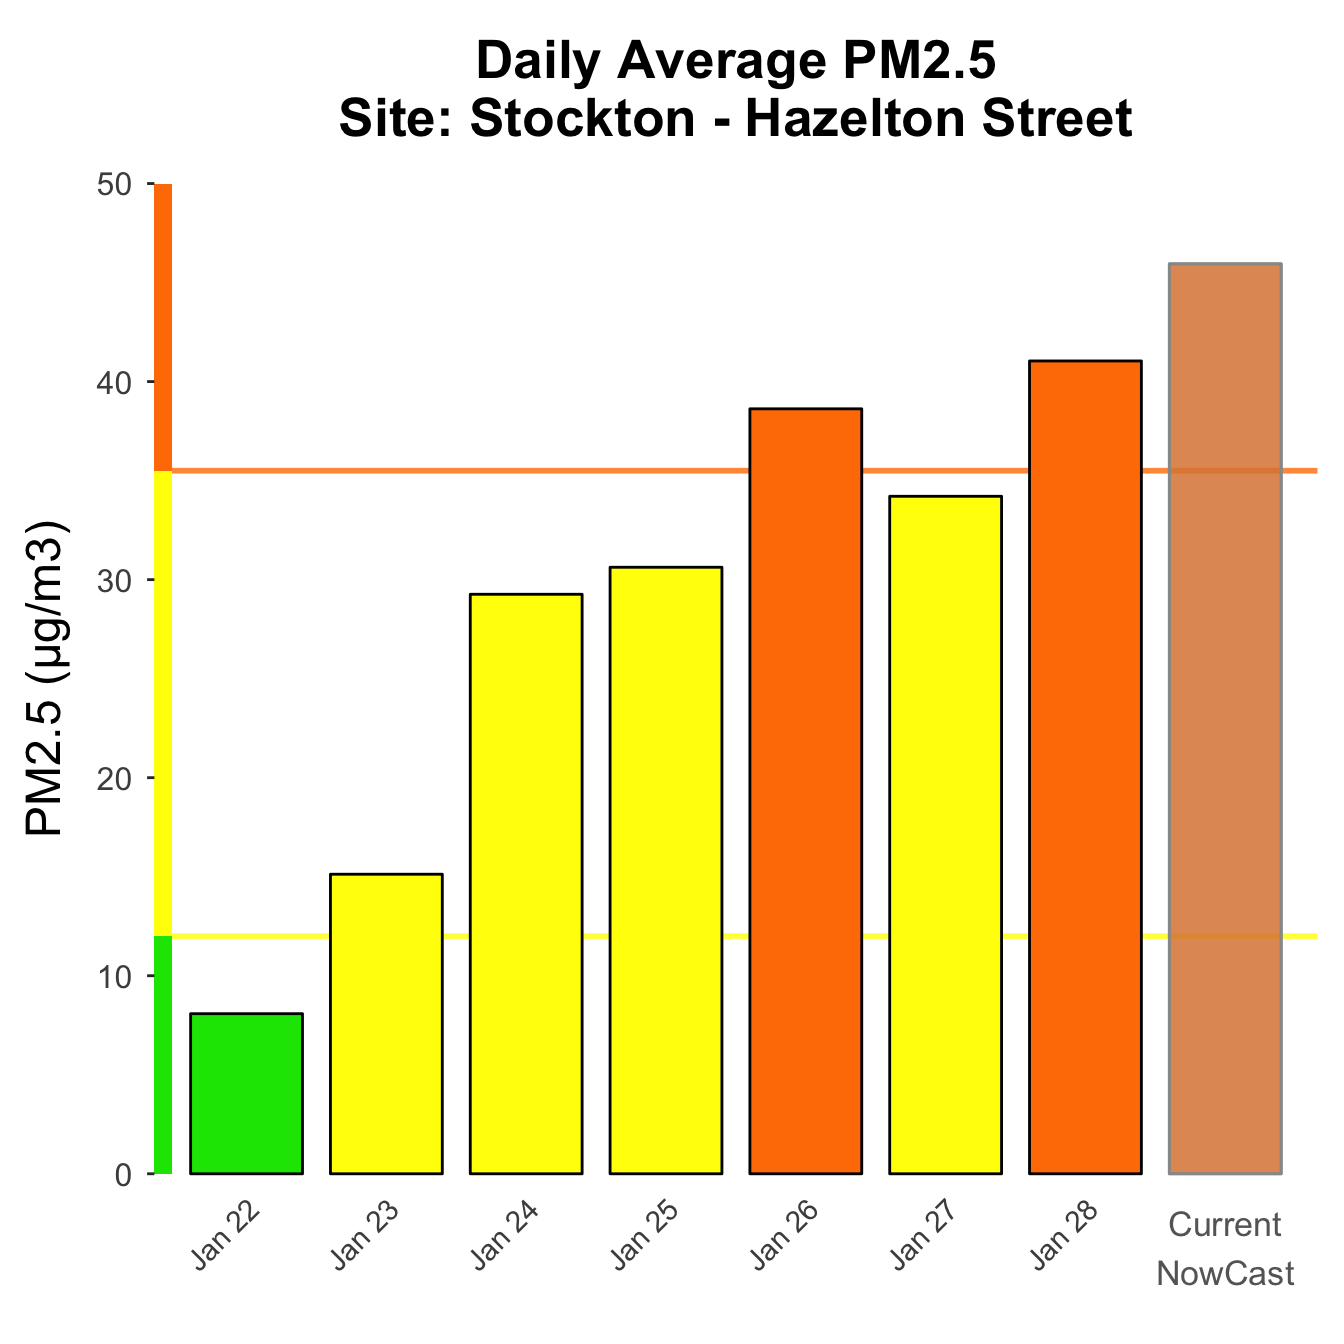 Daily Average PM2.5
Site: Stockton - Hazelton Street
PM2.5 (µg/m3)
50
40
30
20
10
0
Jan 22
Jan 23
Jan 24
Jan 25
Jan 26
Jan 27
Jan 28
Current
NowCast